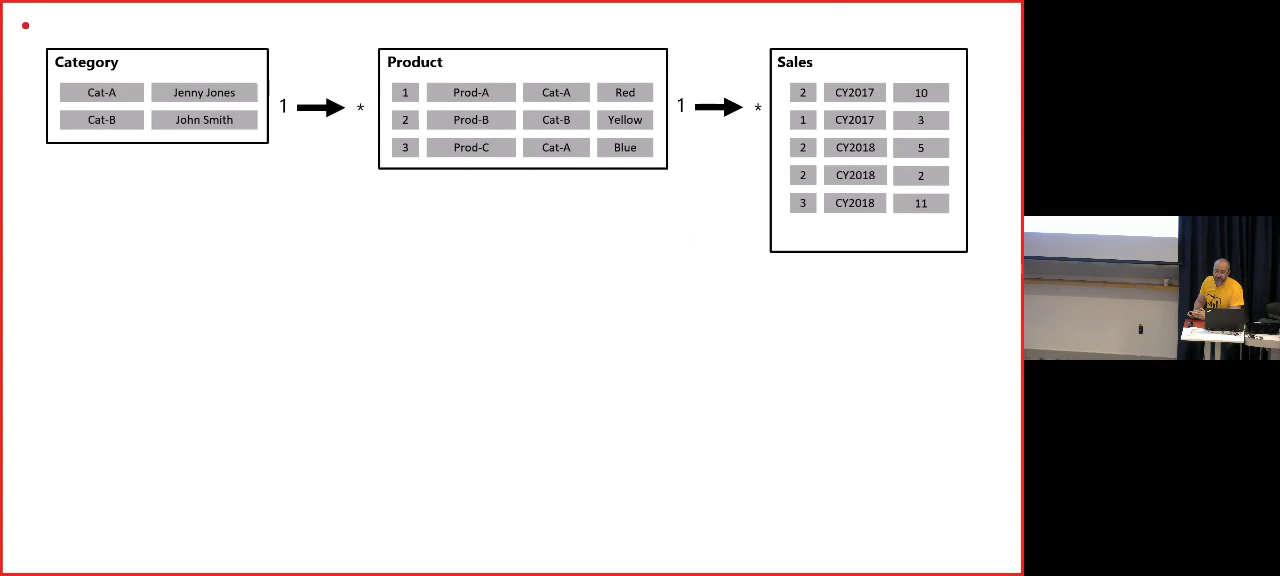 Category
Cat-A Jenny Jones
Cat-B John Smith
1 *
Product
1 Prod-A Cat-A Red
2 Prod-B Cat-B Yellow
3 Prod-C Cat-A Blue
1 *
Sales
2 CY2017 10
1 CY2017 3
2 CY2018 5
2 CY2018 2
3 CY2018 11